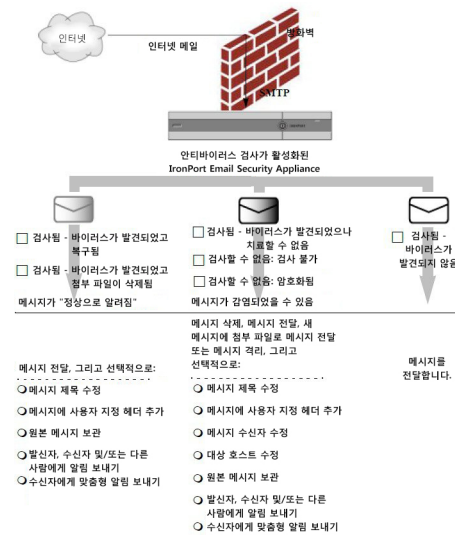 인터넷
인터넷 메일
방화벽
SMTP
안티바이러스 검사가 활성화된
IronPort Email Security Appliance
검사됨 - 바이러스가 발견되었고
복구됨
검사됨 - 바이러스가 발견되었고
첨부 파일이 삭제됨
메시지가 "정상으로 알려짐"
메시지 전달, 그리고 선택적으로:
메시지 제목 수정
메시지에 사용자 지정 헤더 추가
원본 메시지 보관
발신자, 수신자 및/또는 다른
사람에게 알림 보내기
수신자에게 맞춤형 알림 보내기
검사됨 - 바이러스가 발견되었으나
치료할 수 없음
검사할 수 없음: 검사 불가
검사할 수 없음: 암호화됨
메시지가 감염되었을 수 있음
메시지 삭제, 메시지 전달, 새
메시지에 첨부 파일로 메시지 전달
또는 메시지 격리, 그리고
선택적으로:
메시지 제목 수정
메시지에 사용자 지정 헤더 추가
메시지 수신자 수정
대상 호스트 수정
원본 메시지 보관
발신자, 수신자 및/또는 다른
사람에게 알림 보내기
수신자에게 맞춤형 알림 보내기
검사됨 -
바이러스가
발견되지 않음
메시지를
전달합니다.